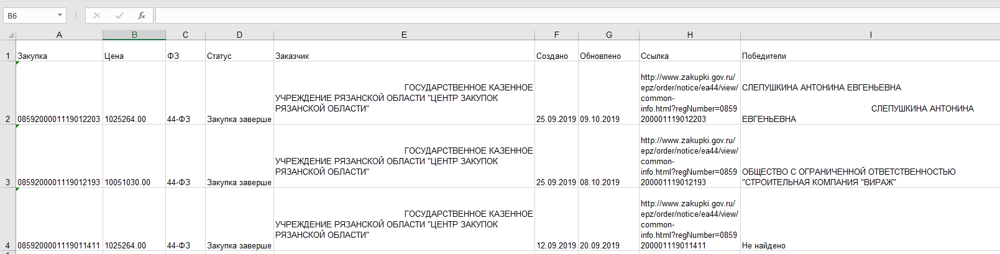 B6 fx
A B C D E F G H I
1 Закупка Цена ФЗ Статус Заказчик Создано Обновлено Ссылка Победители
http://www.zakupki.gov.ru/
ГОСУДАРСТВЕННОЕ КАЗЕННОЕ epz/order/notice/ea44/view/ СЛЕПУШКИНА АНТОНИНА ЕВГЕНЬЕВНА
УЧРЕЖДЕНИЕ РЯЗАНСКОЙ ОБЛАСТИ "ЦЕНТР ЗАКУПОК common-
РЯЗАНСКОЙ ОБЛАСТИ" info.html?regNumber=0859 СЛЕПУШКИНА АНТОНИНА
2 0859200001119012203 1025264.00 44-ФЗ Закупка заверше 25.09.2019 09.10.2019 200001119012203 ЕВГЕНЬЕВНА
http://www.zakupki.gov.ru/
ГОСУДАРСТВЕННОЕ КАЗЕННОЕ epz/order/notice/ea44/view/
УЧРЕЖДЕНИЕ РЯЗАНСКОЙ ОБЛАСТИ "ЦЕНТР ЗАКУПОК common-
РЯЗАНСКОЙ ОБЛАСТИ" info.html?regNumber=0859 ОБЩЕСТВО С ОГРАНИЧЕННОЙ ОТВЕТСТВЕННОСТЬЮ
3 0859200001119012193 10051030.00 44-ФЗ Закупка заверше 25.09.2019 08.10.2019 200001119012193 "СТРОИТЕЛЬНАЯ КОМПАНИЯ "ВИРАЖ"
http://www.zakupki.gov.ru/
ГОСУДАРСТВЕННОЕ КАЗЕННОЕ epz/order/notice/ea44/view/
УЧРЕЖДЕНИЕ РЯЗАНСКОЙ ОБЛАСТИ "ЦЕНТР ЗАКУПОК common-
РЯЗАНСКОЙ ОБЛАСТИ" info.html?regNumber=0859
4 0859200001119011411 1025264.00 44-ФЗ Закупка заверше 12.09.2019 20.09.2019 200001119011411 Не найдено